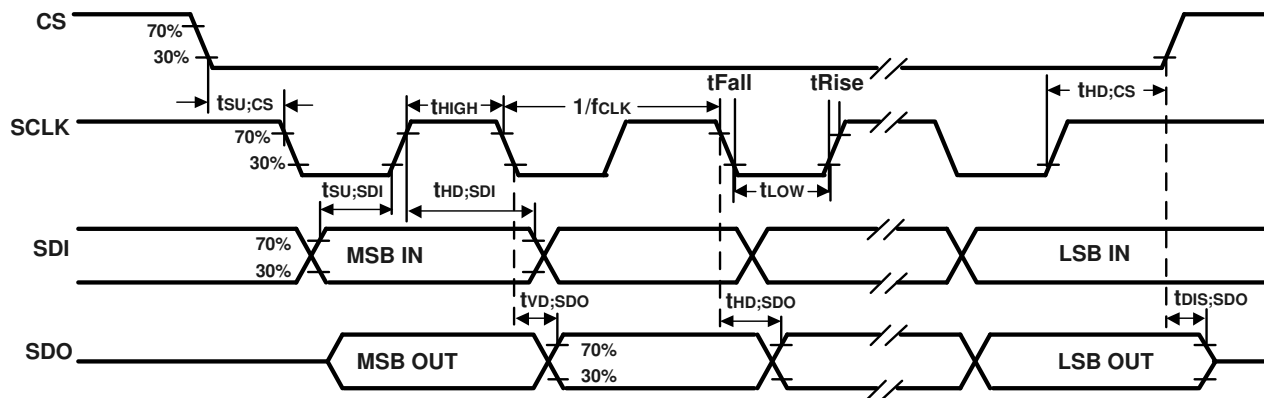 CS
70%
30%
tFall
tRise
tHD;CS
tSU;CS
tHIGH
1/fCLK
SCLK
70%
30%
tSU;SDI
tHD;SDI
tLOW
SDI
70%
30%
MSB IN
LSB IN
tVD;SDO
tHD;SDO
tDIS;SDO
SDO
MSB OUT
70%
30%
LSB OUT